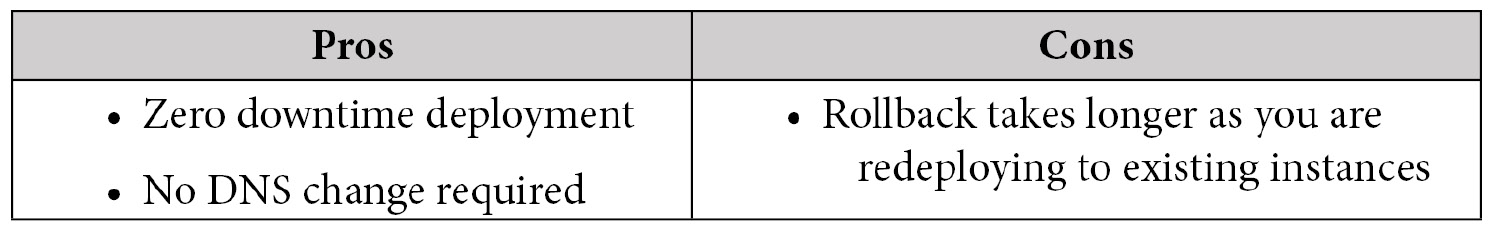 Pros
Cons
• Zero downtime deployment
• No DNS change required
• Rollback takes longer as you are
redeploying to existing instances